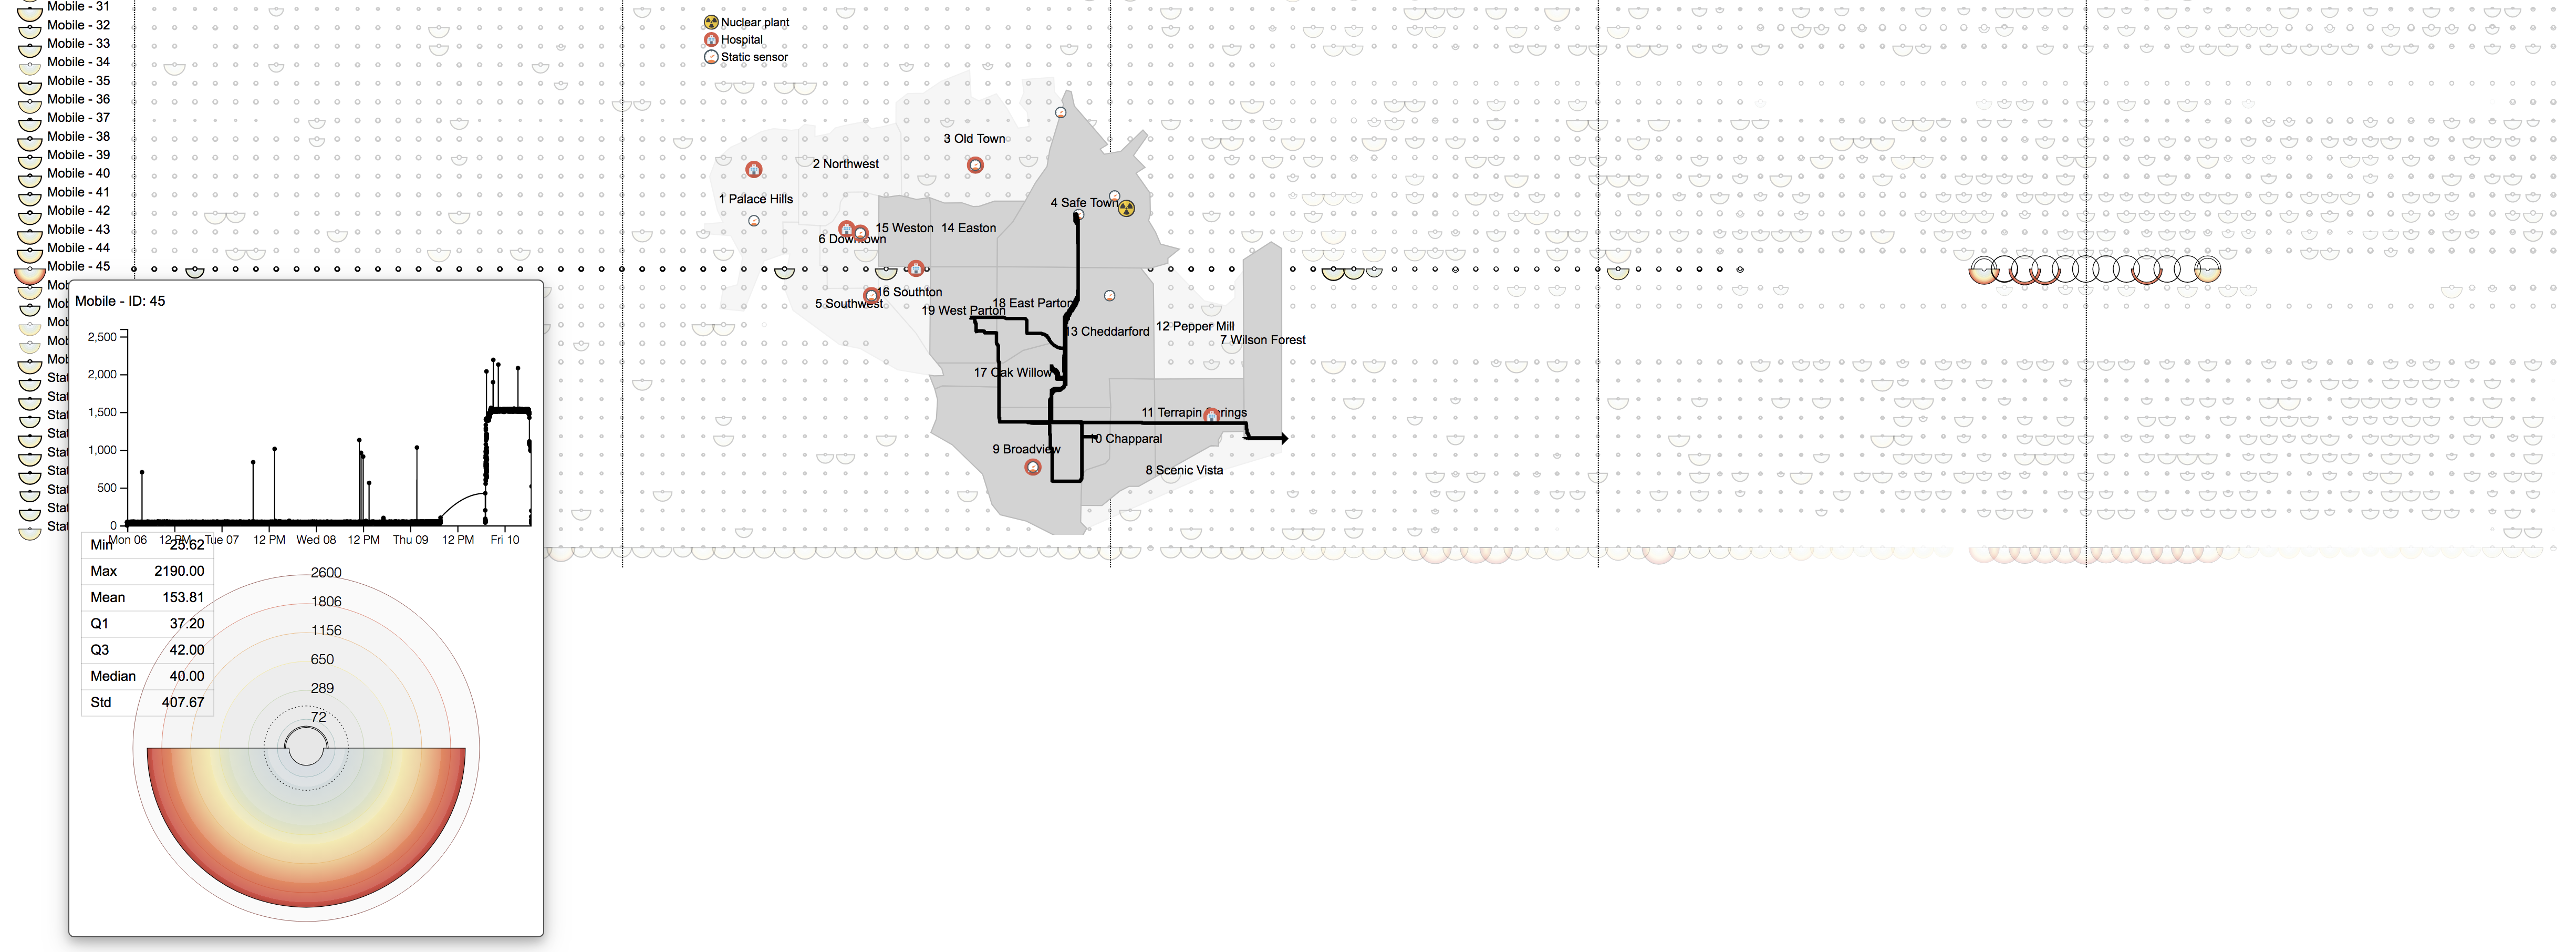 Mobile - 31
Mobile - 32
Mobile - 33
Mobile - 34
Mobile - 35
Mobile - 36
Mobile - 37
Mobile - 38
Mobile - 39
Mobile - 40
Mobile - 41
Mobile - 42
Mobile - 43
Mobile - 44
Mobile - 45
Mob
Mob
Mob
Mob
Mob
Stat
Stat
Stat
Stat
Stat
Stat
Stat
Stat
Stat
Nuclear plant
Hospital
Static sensor
3 Old Town
2 Northwest
1 Palace Hills
4 Safe Town
15 Weston
14 Easton
6 Downtown
16 Southton
5 Southwest
18 East Parton
19 West Parton
13 Cheddarford
12 Pepper Mill
7 Wilson Forest
17 Oak Willow
11 Terrapin Springs
10 Chapparal
9 Broadview
8 Scenic Vista
Mobile - ID: 45
2,500
2,000
1,500
1,000
500
0
Mon 06 12 PM Tue 07 12 PM Wed 08 12 PM Thu 09 12 PM Fri 10
Min 25.62
Max 2190.00
Mean 153.81
Q1 37.20
Q3 42.00
Median 40.00
Std 407.67
2600
1806
1156
650
289
72